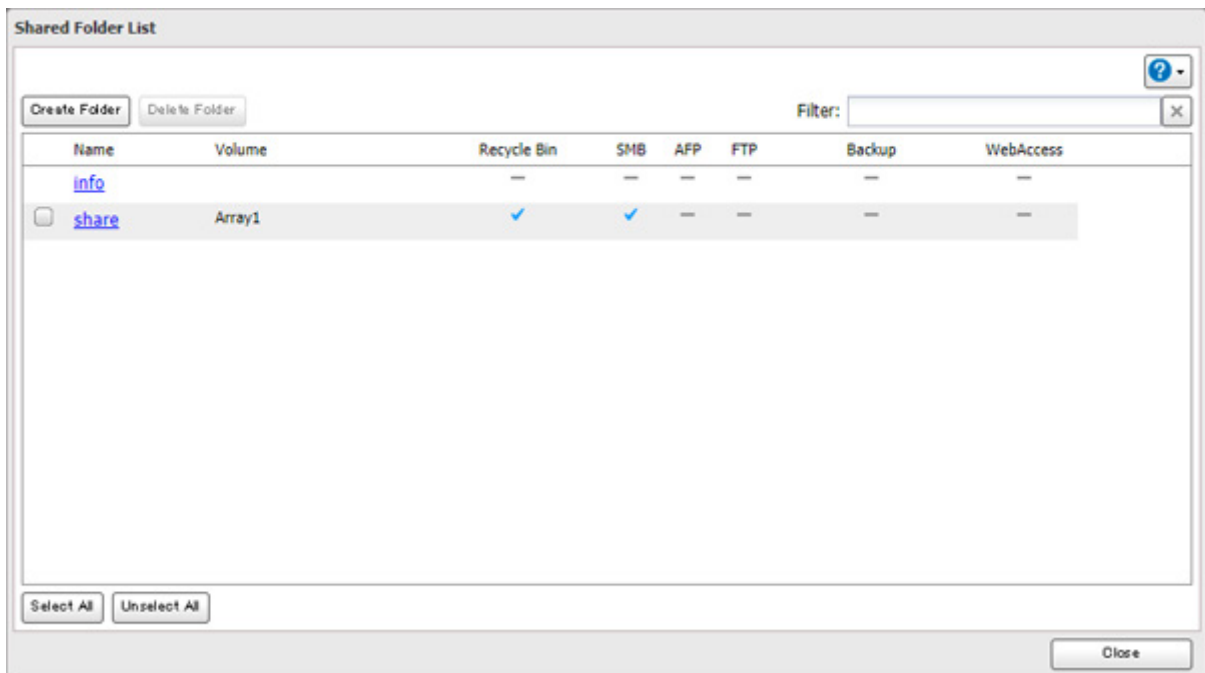 Shared Folder List
?
Create Folder Delete Folder Filter:
Name Volume Recycle Bin SMB AFP FTP Backup WebAccess
info — — — — — —
share Array1 ✔ ✔ — — — —
Select All Unselect All
Close